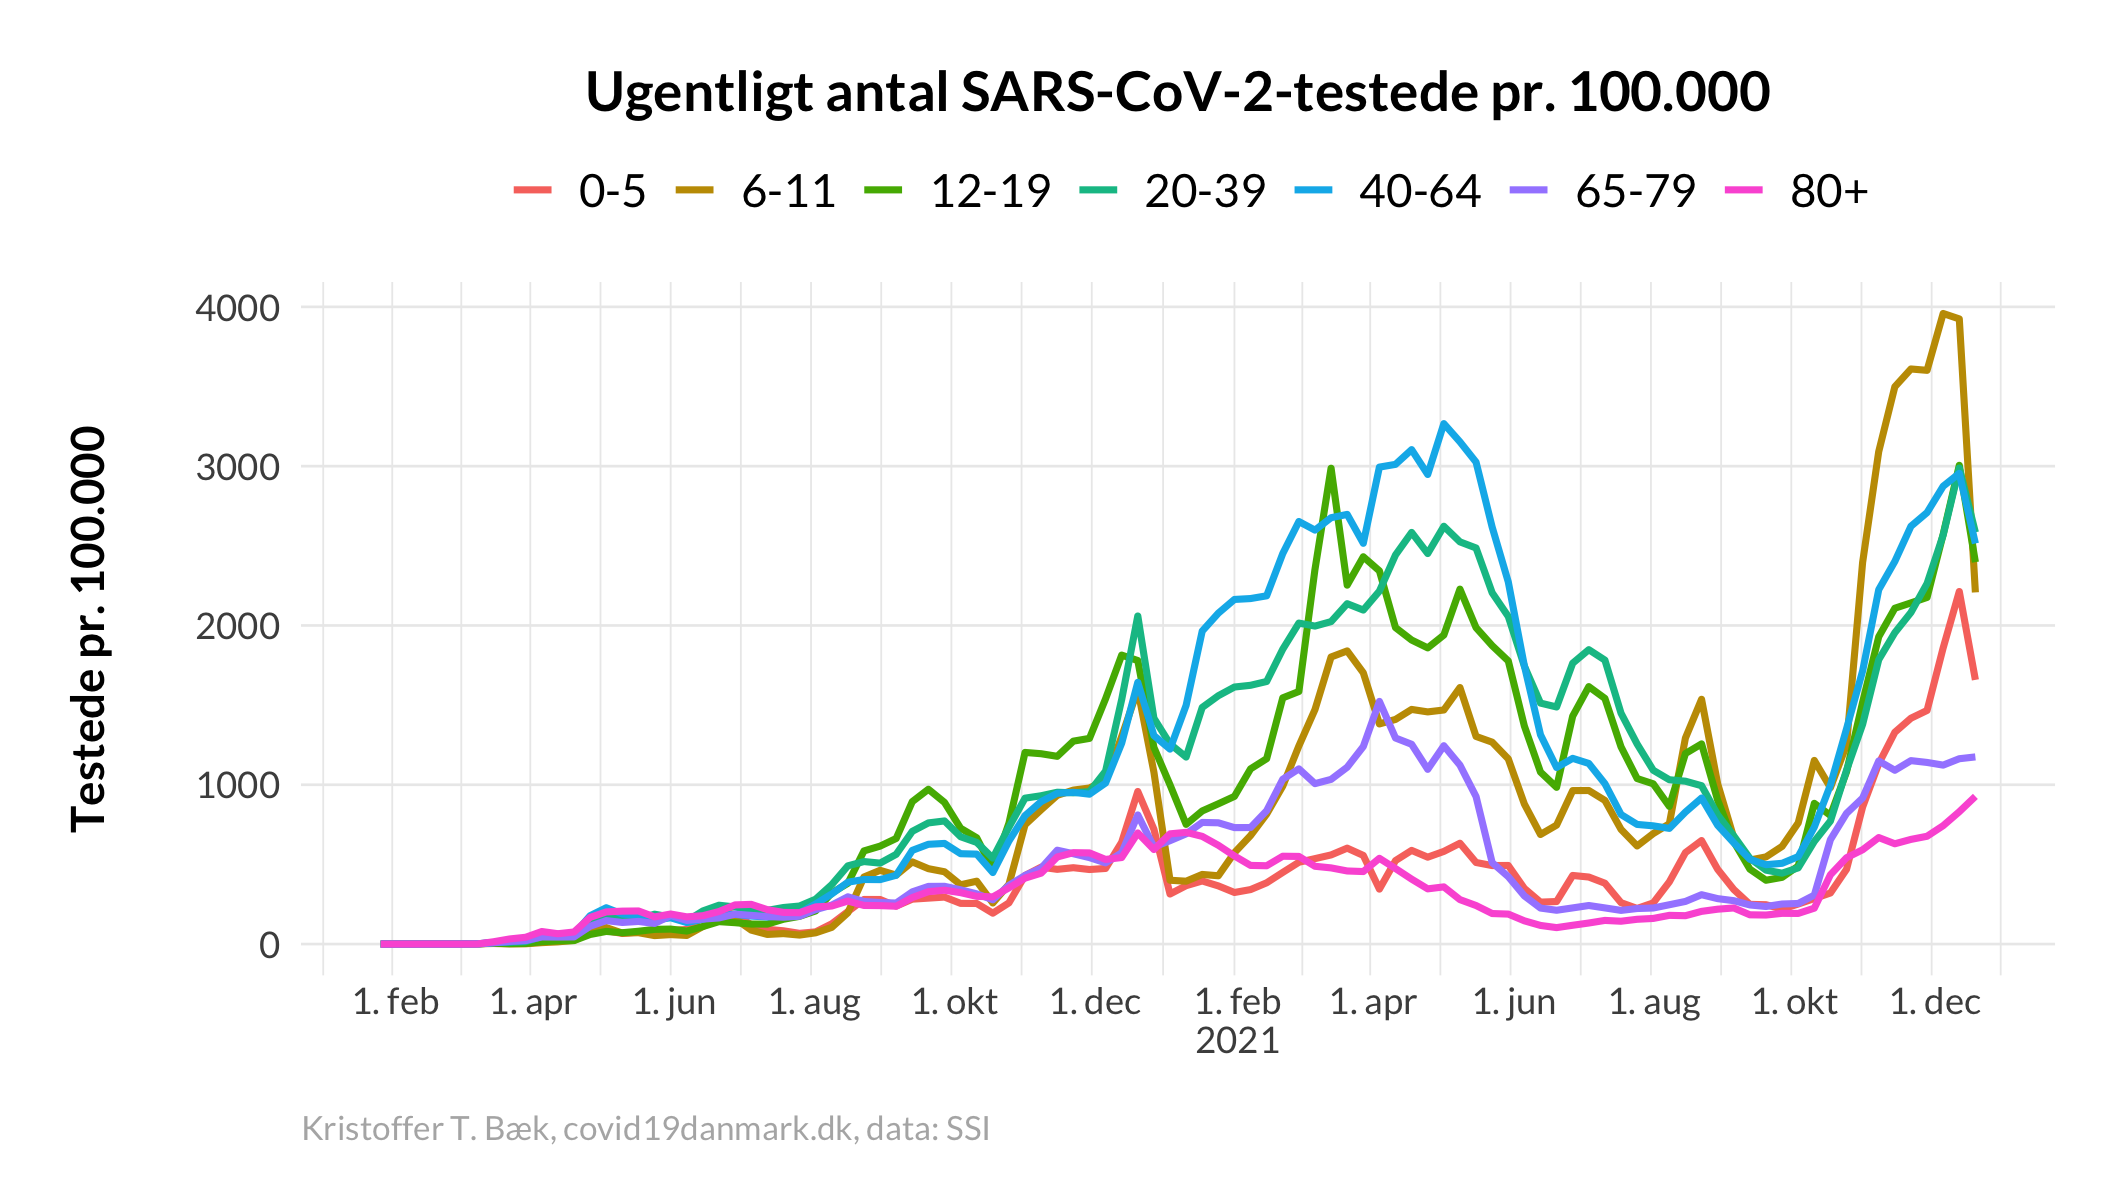 Ugentligt antal SARS-CoV-2-testede pr. 100.000
0-5 6-11 12-19 20-39 40-64 65-79 80+
Testede pr. 100.000
4000
3000
2000
1000
0
1. feb 1. apr 1. jun 1. aug 1. okt 1. dec 1. feb 1. apr 1. jun 1. aug 1. okt 1. dec
2021
Kristoffer T. Bæk, covid19danmark.dk, data: SSI